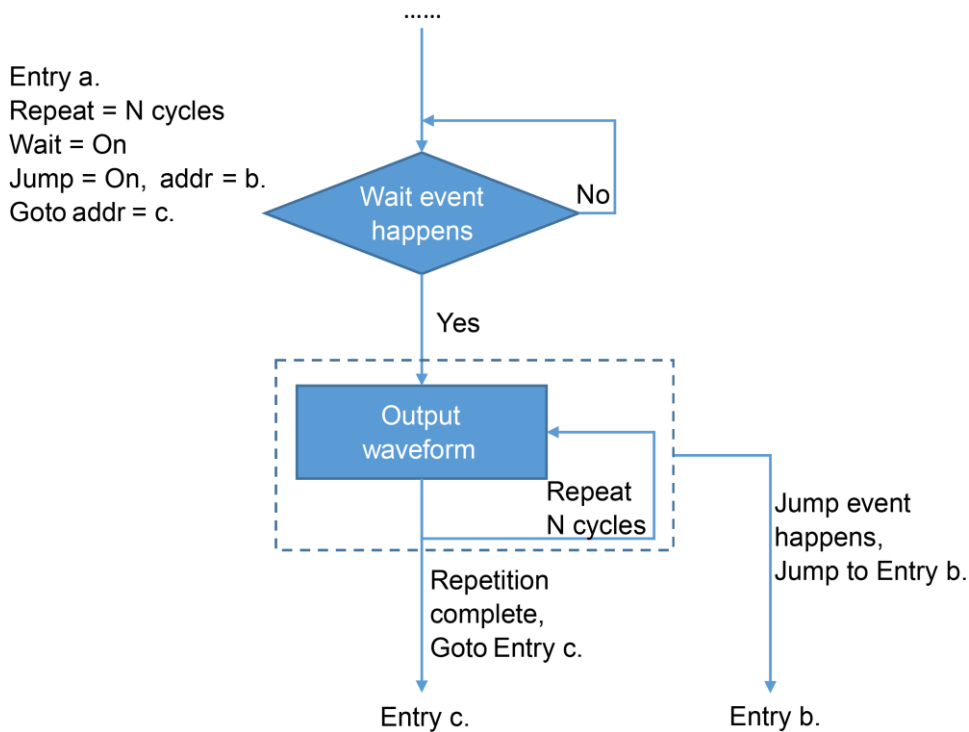 ......
Entry a.
Repeat = N cycles
Wait = On
Jump = On, addr = b.
Goto addr = c.
Wait event
happens
No
Yes
Output
waveform
Repeat
N cycles
Jump event
happens,
Jump to Entry b.
Repetition
complete,
Goto Entry c.
Entry c.
Entry b.